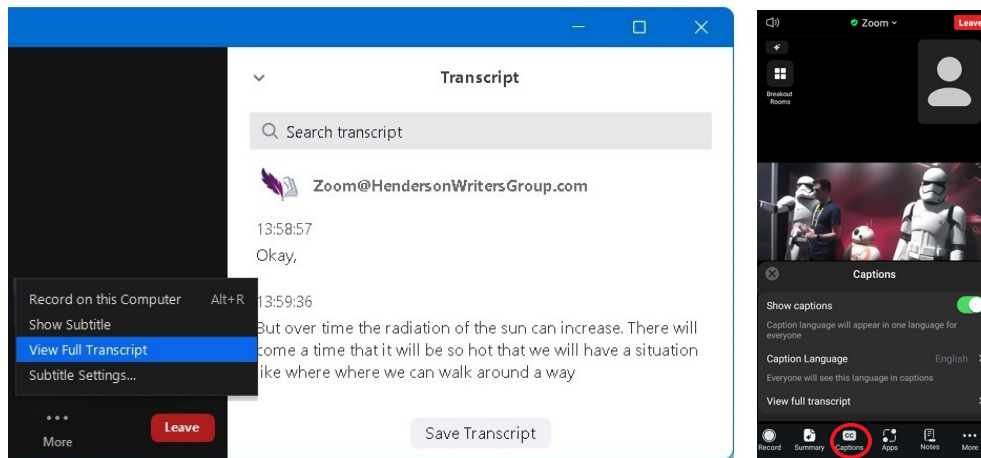 Transcript
Search transcript
Zoom@HendersonWritersGroup.com
13:58:57
Okay,
13:59:36
But over time the radiation of the sun can increase. There will
come a time that it will be so hot that we will have a situation
like where where we can walk around a way
Save Transcript
Record on this Computer Alt+R
Show Subtitle
View Full Transcript
Subtitle Settings...
More
Leave
Zoom
Leave
Breakout
Rooms
Captions
Show captions
Caption language will appear in one language for
everyone
Caption Language English
Everyone will see this language in captions
View full transcript
Record Summary CC Captions Apps Notes More